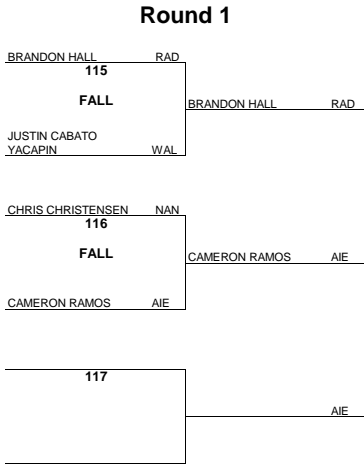 Round 1
BRANDON HALL RAD
115
FALL
BRANDON HALL RAD
JUSTIN CABATO
YACAPIN WAL
CHRIS CHRISTENSEN NAN
116
FALL
CAMERON RAMOS AIE
CAMERON RAMOS AIE
117
AIE